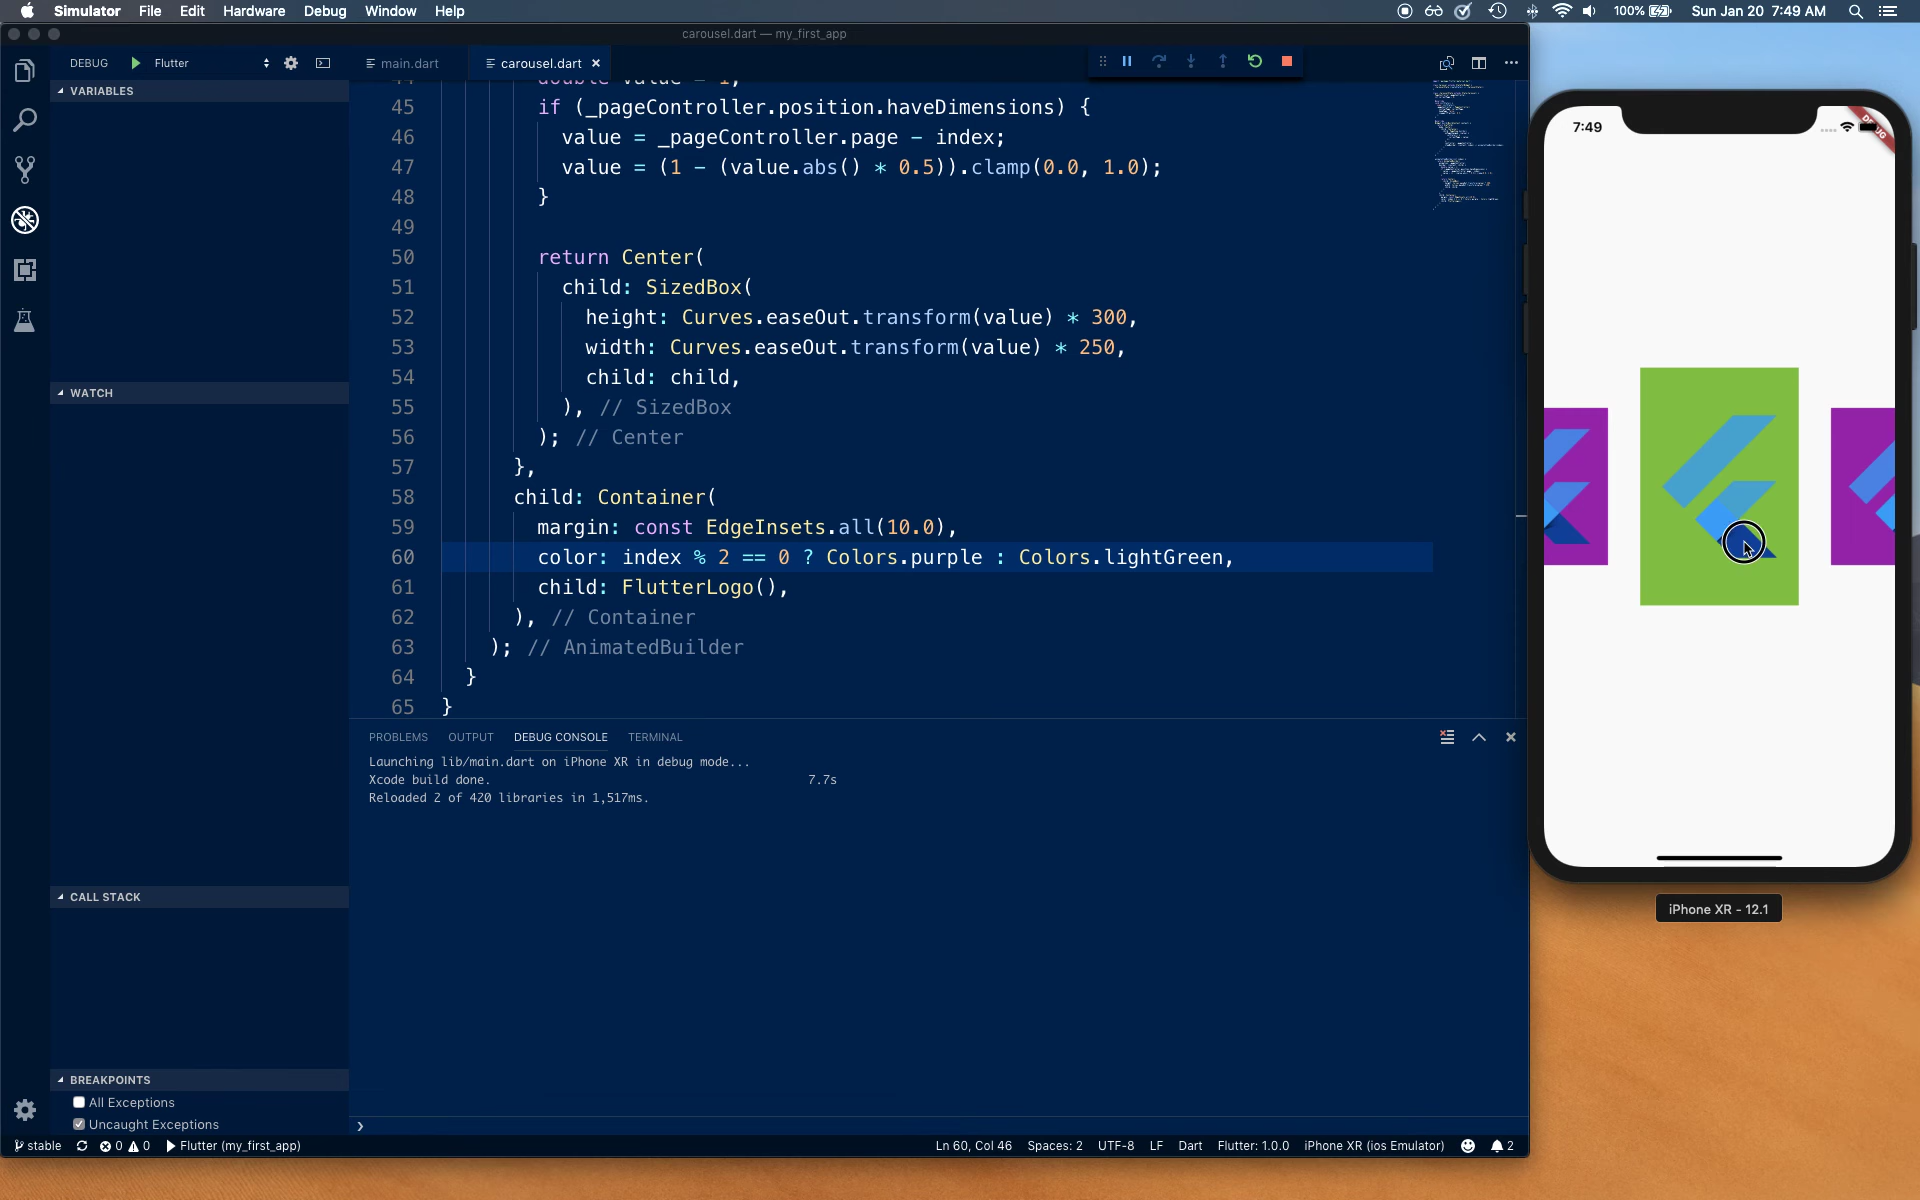 Simulator File Edit Hardware Debug Window Help 100% Sun Jan 20 7:49 AM
carousel.dart — my_first_app
DEBUG Flutter main.dart carousel.dart
VARIABLES
WATCH
CALL STACK
BREAKPOINTS
All Exceptions
Uncaught Exceptions
44 double value = 1;
45 if (_pageController.position.haveDimensions) {
46 value = _pageController.page - index;
47 value = (1 - (value.abs() * 0.5)).clamp(0.0, 1.0);
48 }
49
50 return Center(
51 child: SizedBox(
52 height: Curves.easeOut.transform(value) * 300,
53 width: Curves.easeOut.transform(value) * 250,
54 child: child,
55 ), // SizedBox
56 ); // Center
57 },
58 child: Container(
59 margin: const EdgeInsets.all(10.0),
60 color: index % 2 == 0 ? Colors.purple : Colors.lightGreen,
61 child: FlutterLogo(),
62 ), // Container
63 ); // AnimatedBuilder
64 }
65 }
PROBLEMS OUTPUT DEBUG CONSOLE TERMINAL
Launching lib/main.dart on iPhone XR in debug mode...
Xcode build done. 7.7s
Reloaded 2 of 420 libraries in 1,517ms.
stable 0 0 Flutter (my_first_app) Ln 60, Col 46 Spaces: 2 UTF-8 LF Dart Flutter: 1.0.0 iPhone XR (ios Emulator) 2
7:49
iPhone XR - 12.1